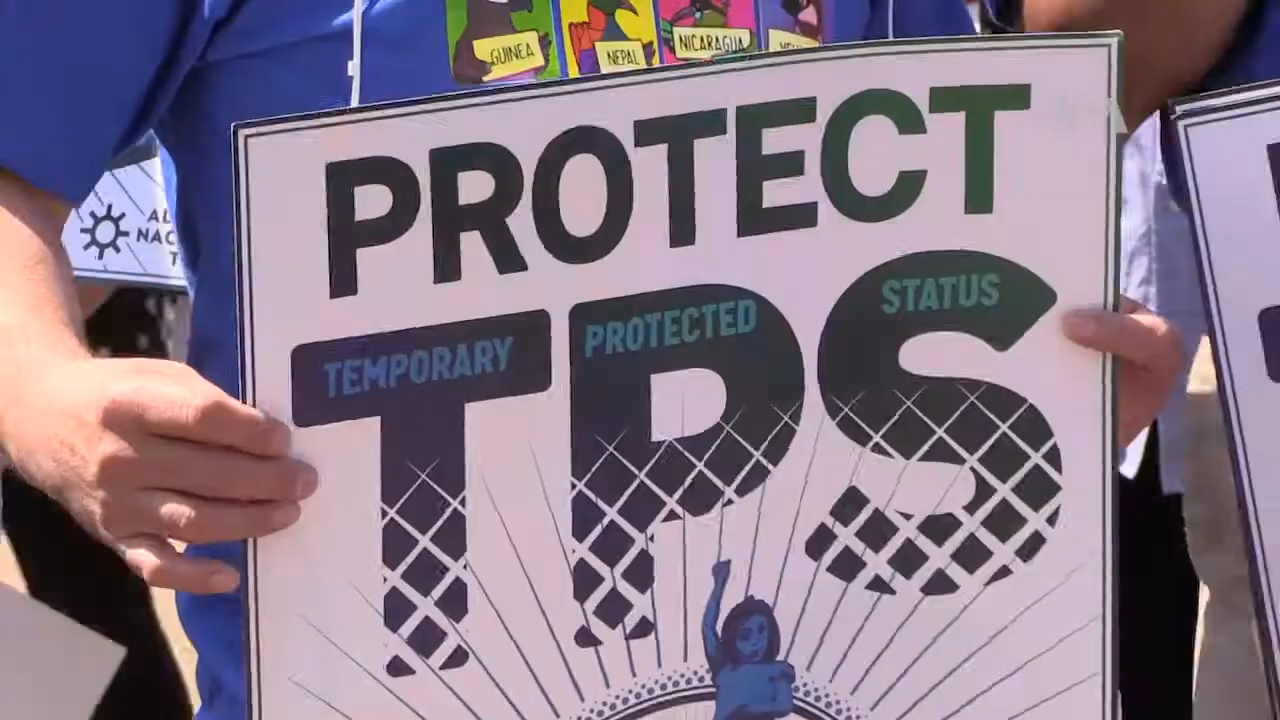 GUINEA
NEPAL
NICARAGUA
PROTECT
TEMPORARY
PROTECTED
STATUS
TPS